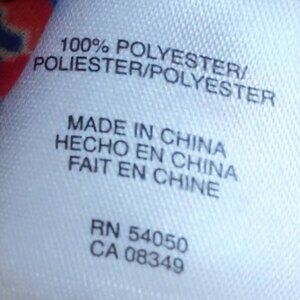 100% POLYESTER/
POLIESTER/POLYESTER
MADE IN CHINA
HECHO EN CHINA
FAIT EN CHINE
RN 54050
CA 08349